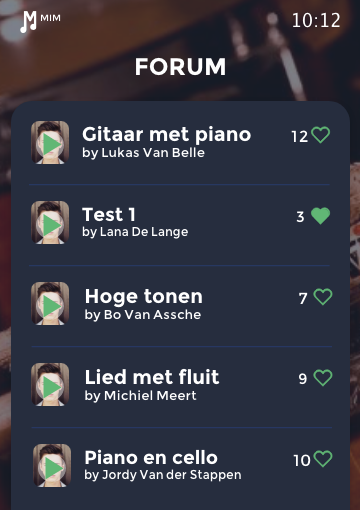 MIM
10:12
FORUM
Gitaar met piano
by Lukas Van Belle
12
Test 1
by Lana De Lange
3
Hoge tonen
by Bo Van Assche
7
Lied met fluit
by Michiel Meert
9
Piano en cello
by Jordy Van der Stappen
10